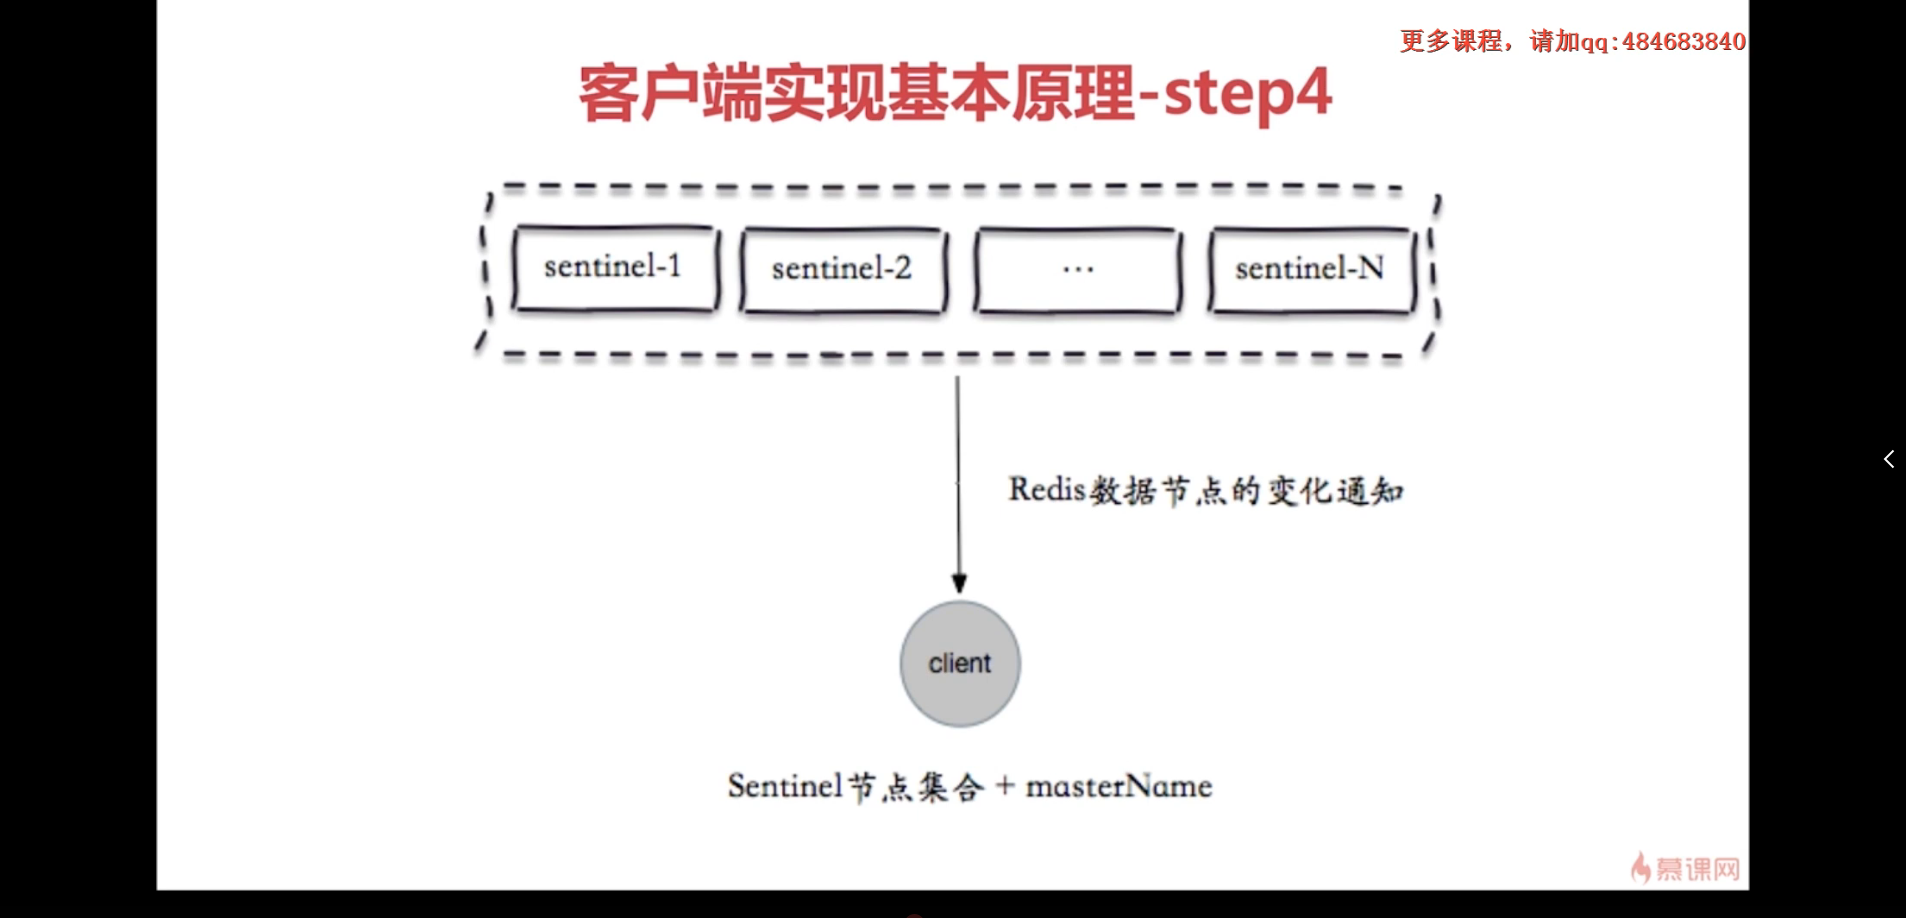 更多课程，请加qq:484683840
客户端实现基本原理-step4
sentinel-1
sentinel-2
...
sentinel-N
Redis数据节点的变化通知
client
Sentinel节点集合 + masterName
慕课网